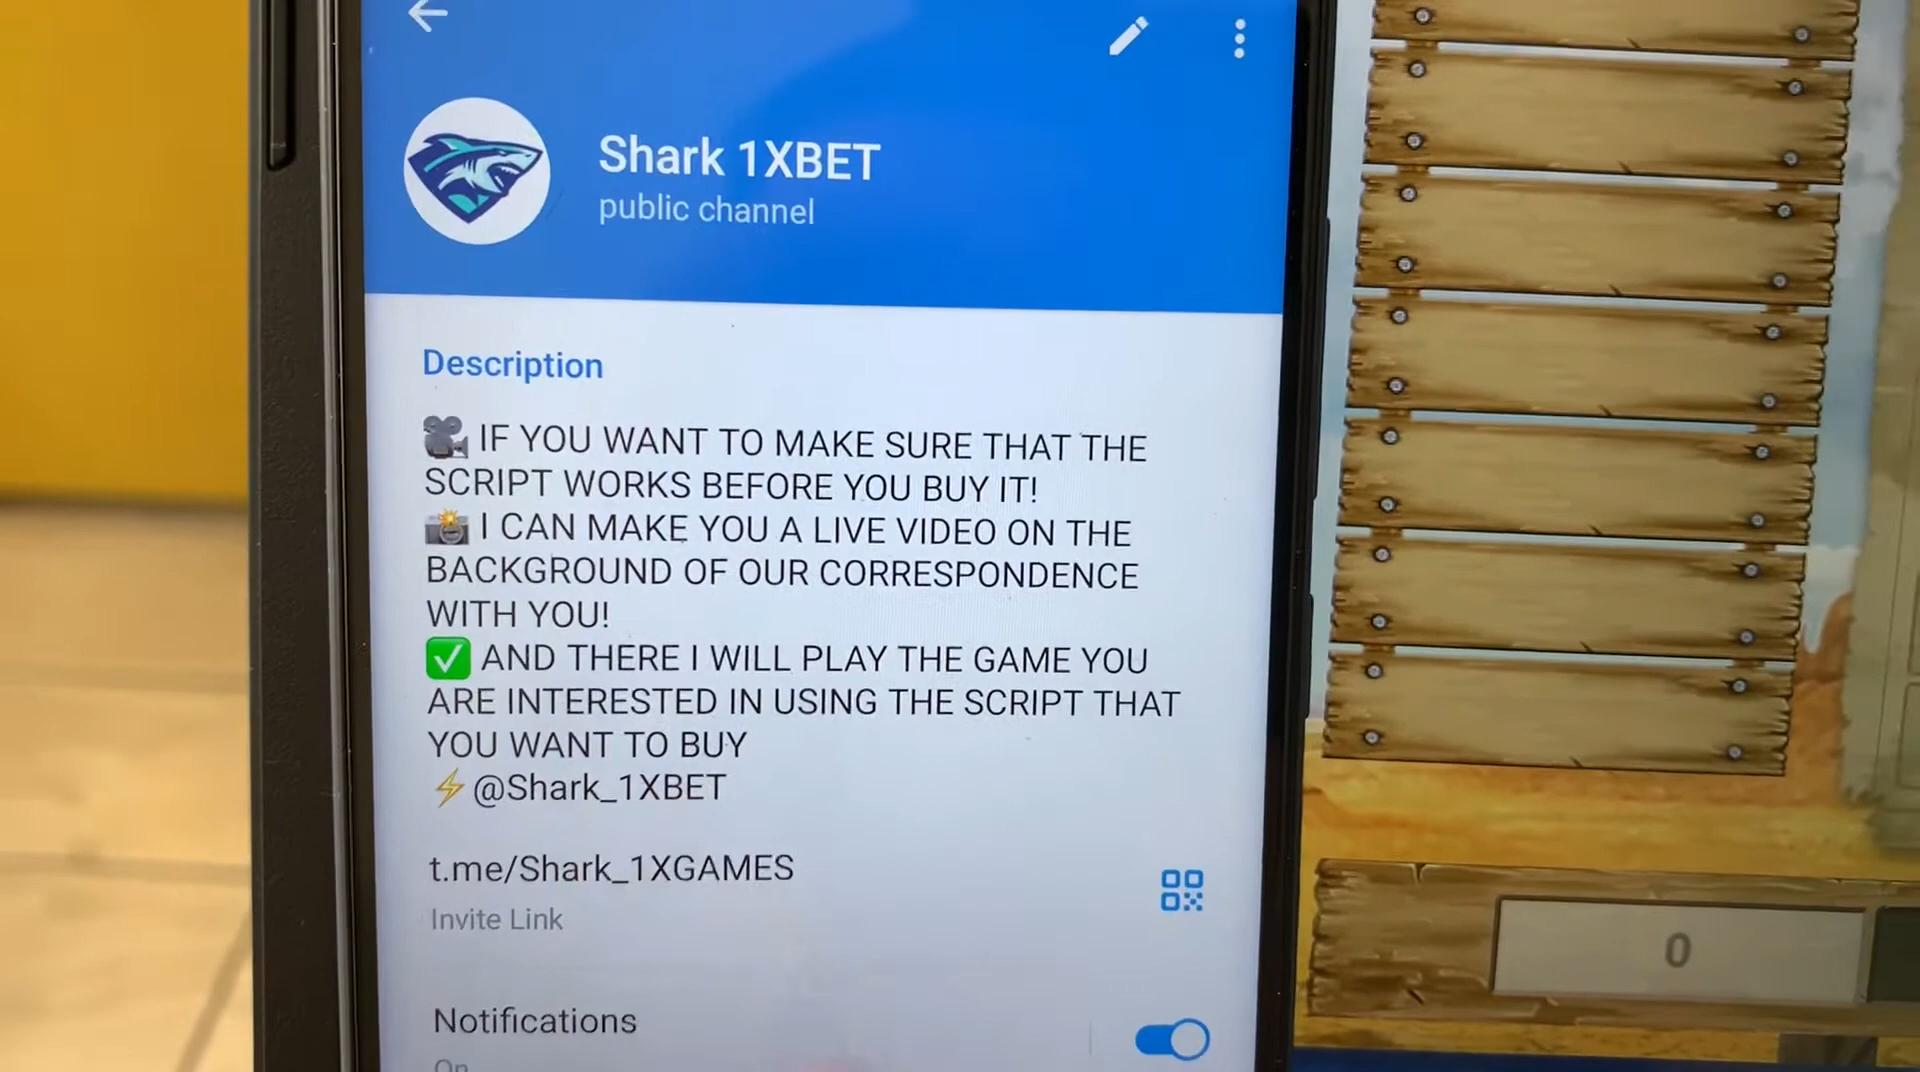 Shark 1XBET
public channel
Description
🎥 IF YOU WANT TO MAKE SURE THAT THE
SCRIPT WORKS BEFORE YOU BUY IT!
📸 I CAN MAKE YOU A LIVE VIDEO ON THE
BACKGROUND OF OUR CORRESPONDENCE
WITH YOU!
✅ AND THERE I WILL PLAY THE GAME YOU
ARE INTERESTED IN USING THE SCRIPT THAT
YOU WANT TO BUY
⚡@Shark_1XBET
t.me/Shark_1XGAMES
Invite Link
Notifications
On
0